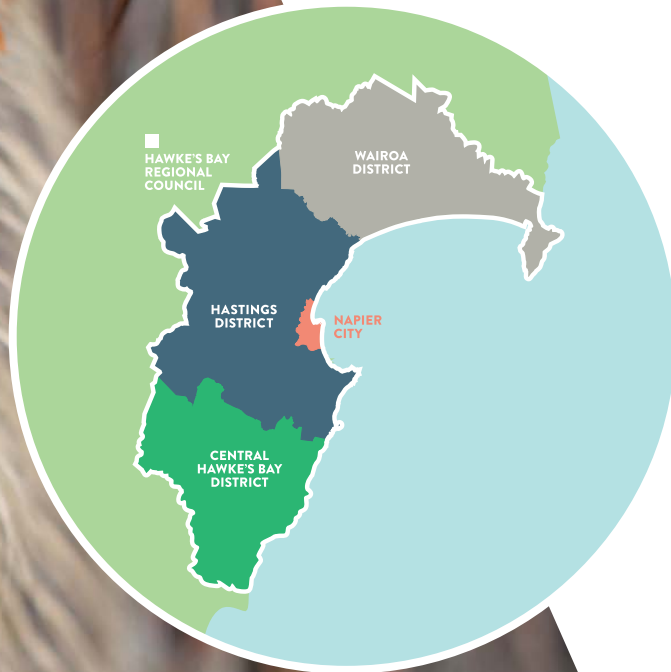 HAWKE'S BAY
REGIONAL
COUNCIL
WAIROA
DISTRICT
HASTINGS
DISTRICT
NAPIER
CITY
CENTRAL
HAWKE'S BAY
DISTRICT